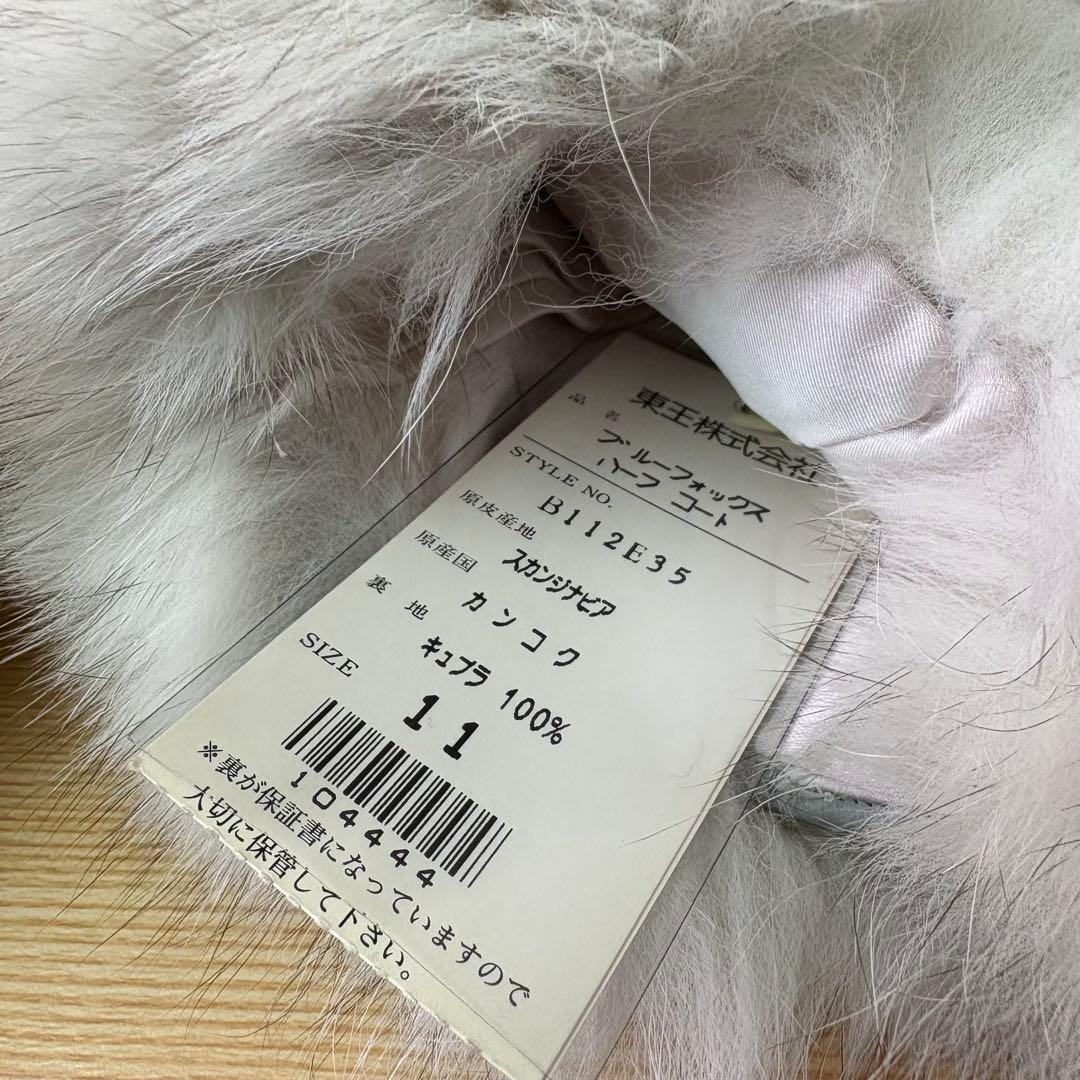 東王株式会社
品 名 ブルーフォックス
ハーフ コート
STYLE NO. B112E35
原皮産地 スカンジナビア
原産国 カンコク
裏 地 キュプラ 100%
SIZE 11
104444
※裏が保証書になっていますので
大切に保管して下さい。